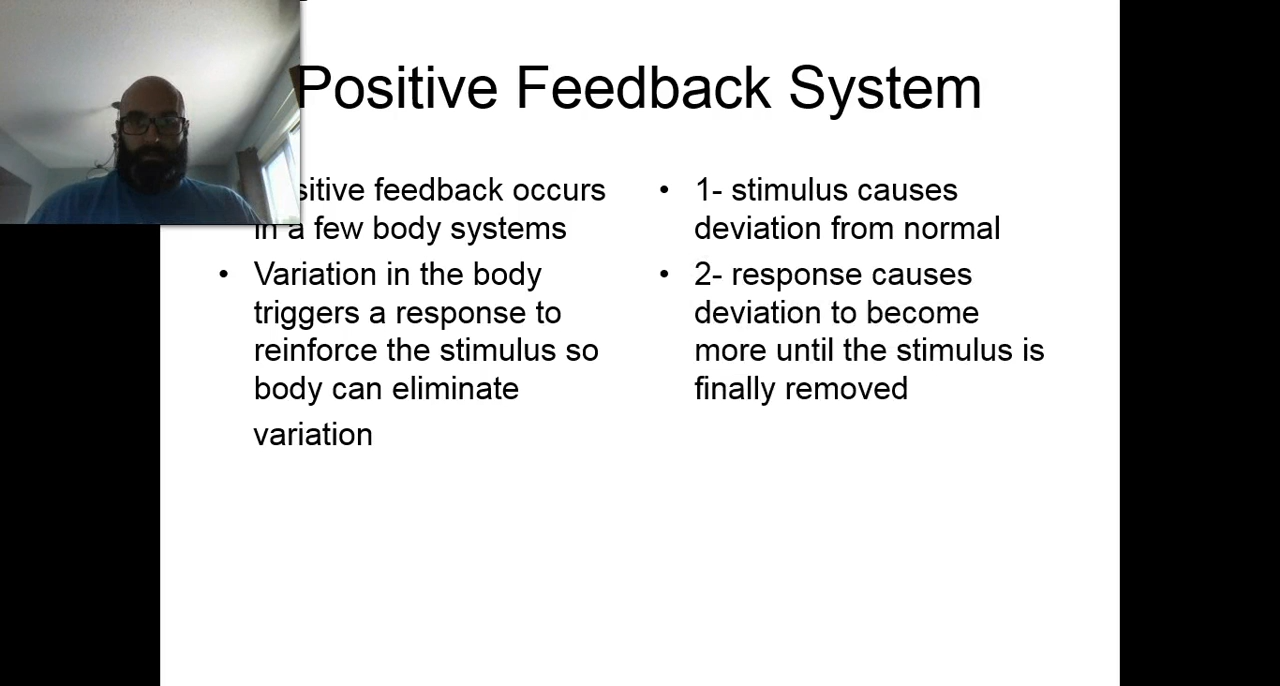 Positive Feedback System
sitive feedback occurs
in a few body systems
• Variation in the body
triggers a response to
reinforce the stimulus so
body can eliminate
variation
• 1- stimulus causes
deviation from normal
• 2- response causes
deviation to become
more until the stimulus is
finally removed